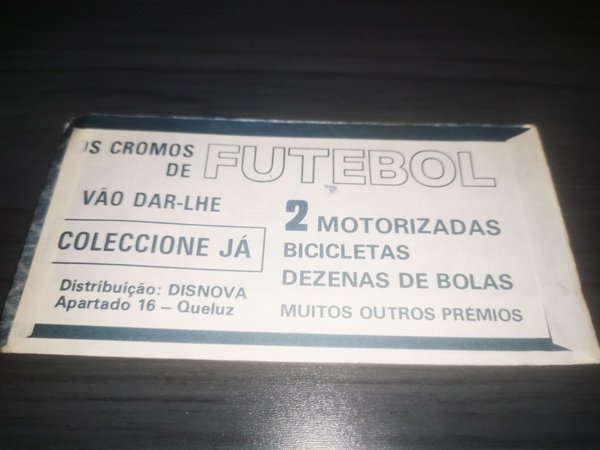 S CROMOS
DE FUTEBOL
VÃO DAR-LHE
COLECCIONE JÁ
Distribuição: DISNOVA
Apartado 16 – Queluz
2 MOTORIZADAS
BICICLETAS
DEZENAS DE BOLAS
MUITOS OUTROS PRÉMIOS